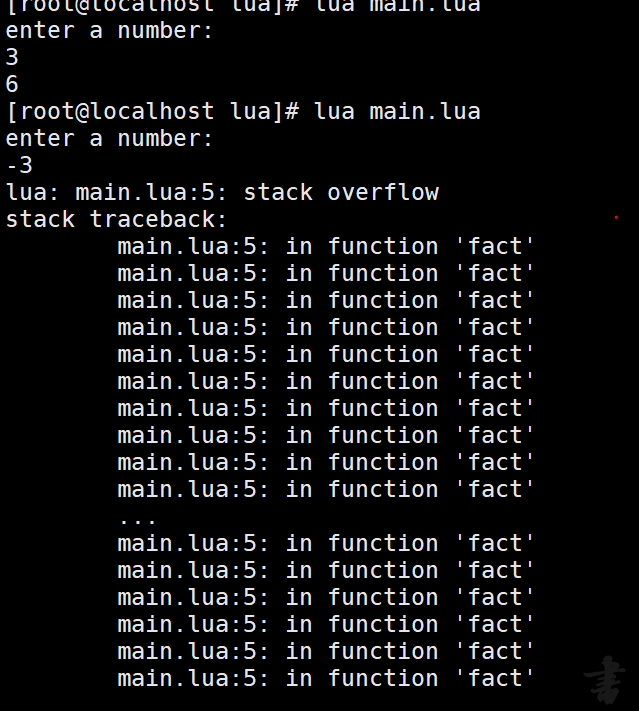 [root@localhost lua]# lua main.lua
enter a number:
3
6
[root@localhost lua]# lua main.lua
enter a number:
-3
lua: main.lua:5: stack overflow
stack traceback:
        main.lua:5: in function 'fact'
        main.lua:5: in function 'fact'
        main.lua:5: in function 'fact'
        main.lua:5: in function 'fact'
        main.lua:5: in function 'fact'
        main.lua:5: in function 'fact'
        main.lua:5: in function 'fact'
        main.lua:5: in function 'fact'
        main.lua:5: in function 'fact'
        main.lua:5: in function 'fact'
        ...
        main.lua:5: in function 'fact'
        main.lua:5: in function 'fact'
        main.lua:5: in function 'fact'
        main.lua:5: in function 'fact'
        main.lua:5: in function 'fact'
        main.lua:5: in function 'fact'
書